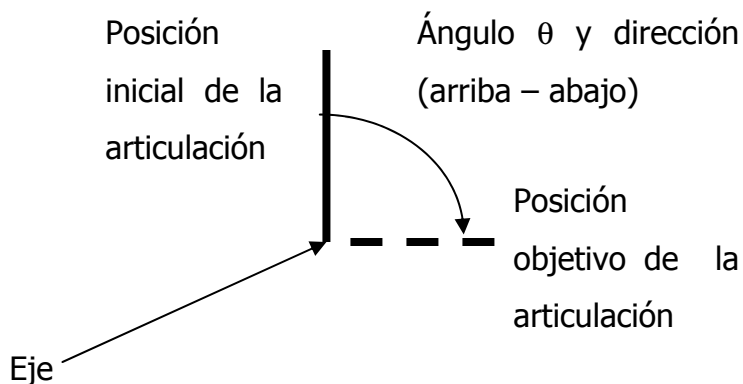 Posición
inicial de la
articulación
Ángulo θ y dirección
(arriba – abajo)
Posición
objetivo de la
articulación
Eje